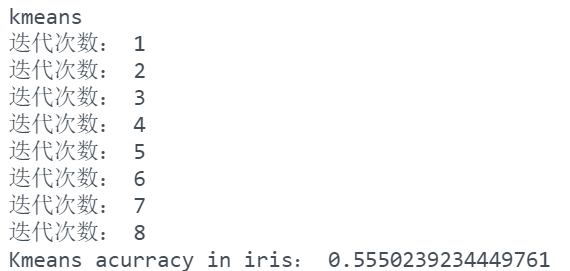 kmeans
迭代次数： 1
迭代次数： 2
迭代次数： 3
迭代次数： 4
迭代次数： 5
迭代次数： 6
迭代次数： 7
迭代次数： 8
Kmeans acurracy in iris： 0.5550239234449761